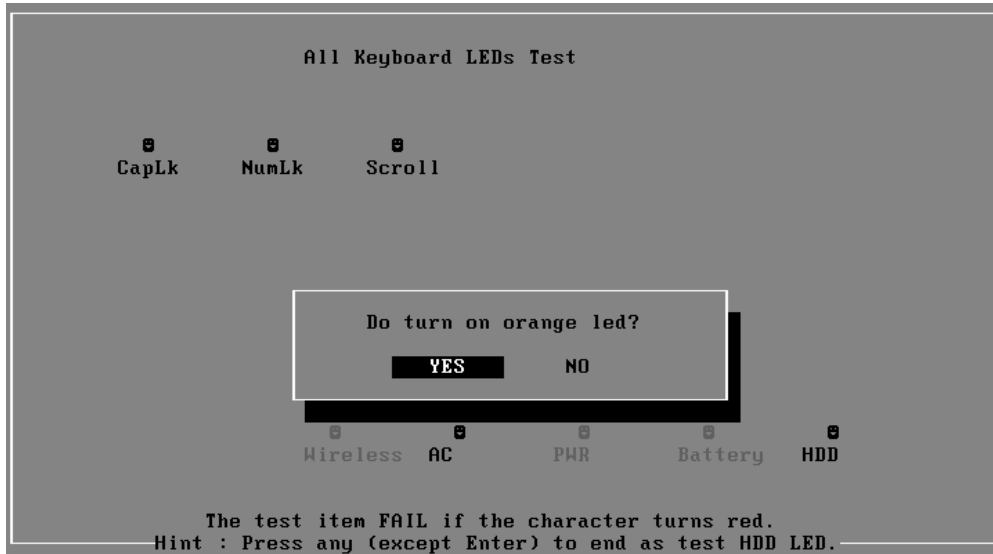 All Keyboard LEDs Test
CapLk NumLk Scroll
Do turn on orange led?
YES NO
Wireless AC PWR Battery HDD
The test item FAIL if the character turns red.
Hint : Press any (except Enter) to end as test HDD LED.